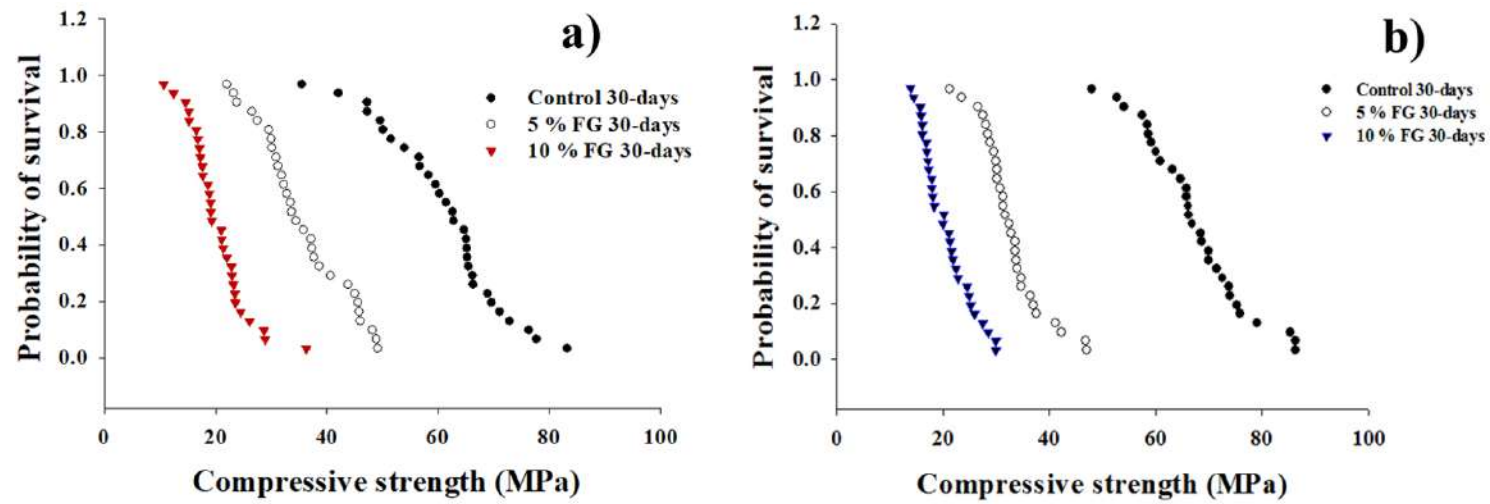 a)
1.2
1.0
0.8
0.6
0.4
0.2
0.0
Probability of survival
Control 30-days
5 % FG 30-days
10 % FG 30-days
0 20 40 60 80 100
Compressive strength (MPa)
b)
1.2
1.0
0.8
0.6
0.4
0.2
0.0
Probability of survival
Control 30-days
5 % FG 30-days
10 % FG 30-days
0 20 40 60 80 100
Compressive strength (MPa)